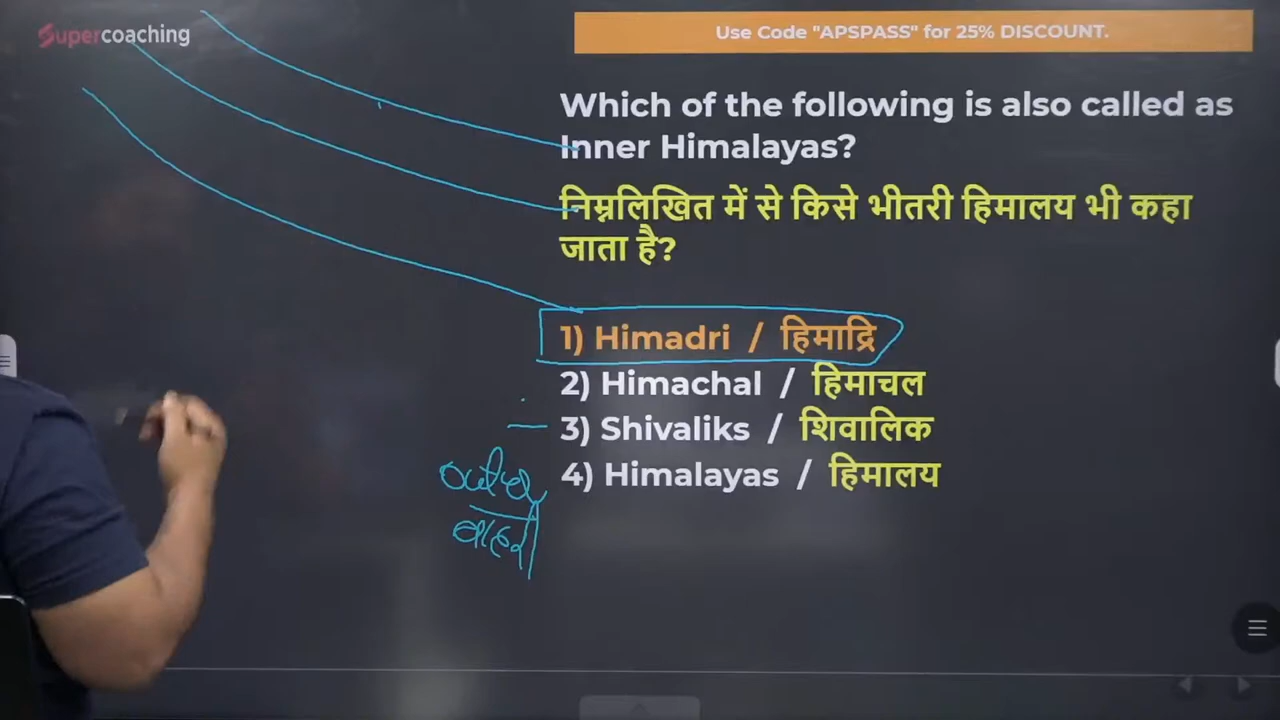 Supercoaching
Use Code "APSPASS" for 25% DISCOUNT.
Which of the following is also called as
Inner Himalayas?
निम्नलिखित में से किसे भीतरी हिमालय भी कहा
जाता है?
1) Himadri / हिमाद्रि
2) Himachal / हिमाचल
3) Shivaliks / शिवालिक
outer
4) Himalayas / हिमालय